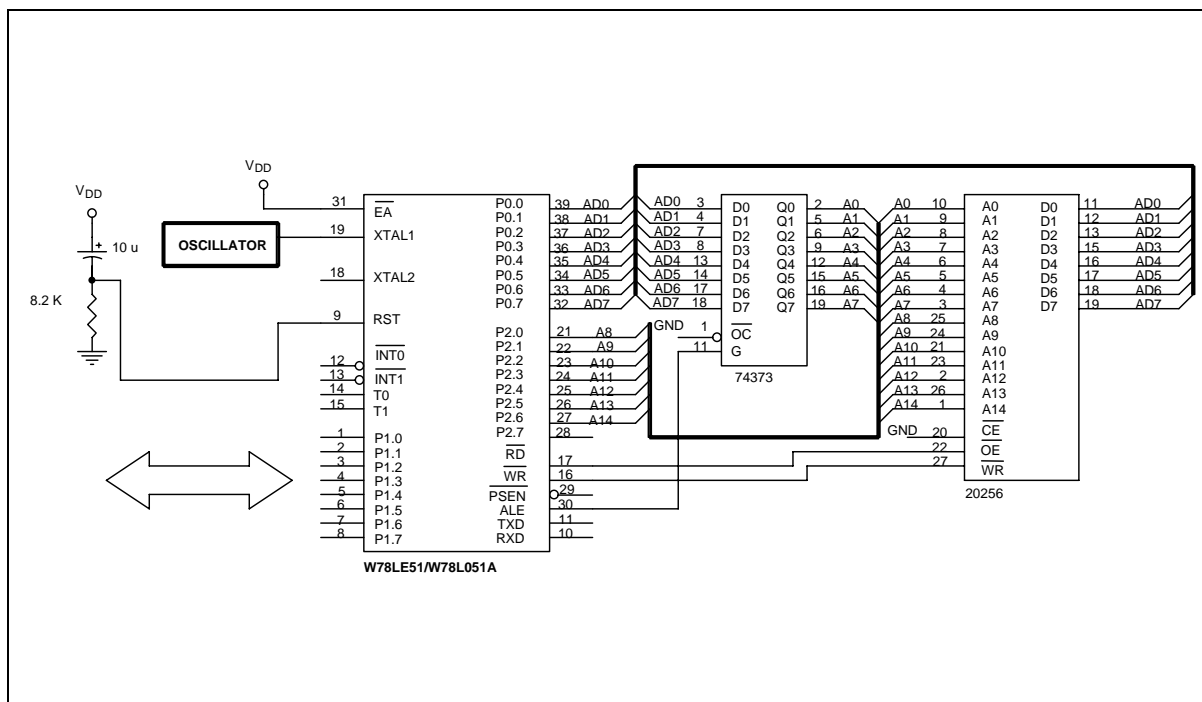 VDD
VDD
10 u
8.2 K
+
OSCILLATOR
31 EA
19 XTAL1
18 XTAL2
9 RST
12 INT0
13 INT1
14 T0
15 T1
1 P1.0
2 P1.1
3 P1.2
4 P1.3
5 P1.4
6 P1.5
7 P1.6
8 P1.7
P0.0 39 AD0
P0.1 38 AD1
P0.2 37 AD2
P0.3 36 AD3
P0.4 35 AD4
P0.5 34 AD5
P0.6 33 AD6
P0.7 32 AD7
P2.0 21 A8
P2.1 22 A9
P2.2 23 A10
P2.3 24 A11
P2.4 25 A12
P2.5 26 A13
P2.6 27 A14
P2.7 28
RD 17
WR 16
PSEN 29
ALE 30
TXD 11
RXD 10
W78LE51/W78L051A
AD0 3 D0 Q0 2 A0
AD1 4 D1 Q1 5 A1
AD2 7 D2 Q2 6 A2
AD3 8 D3 Q3 9 A3
AD4 13 D4 Q4 12 A4
AD5 14 D5 Q5 15 A5
AD6 17 D6 Q6 16 A6
AD7 18 D7 Q7 19 A7
GND 1 OC
11 G
74373
A0 10 A0 D0 11 AD0
A1 9 A1 D1 12 AD1
A2 8 A2 D2 13 AD2
A3 7 A3 D3 15 AD3
A4 6 A4 D4 16 AD4
A5 5 A5 D5 17 AD5
A6 4 A6 D6 18 AD6
A7 3 A7 D7 19 AD7
A8 25 A8
A9 24 A9
A10 21 A10
A11 23 A11
A12 2 A12
A13 26 A13
A14 1 A14
GND 20 CE
22 OE
27 WR
20256